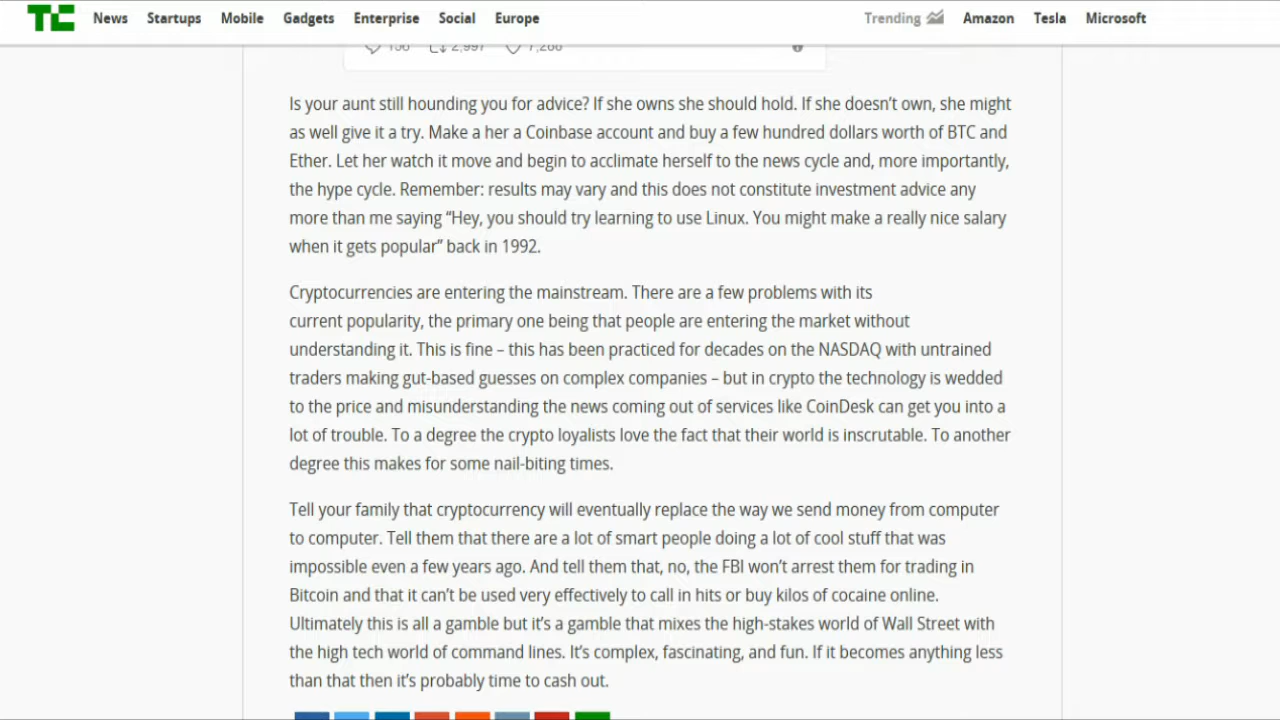 TC News Startups Mobile Gadgets Enterprise Social Europe Trending Amazon Tesla Microsoft
Is your aunt still hounding you for advice? If she owns she should hold. If she doesn’t own, she might
as well give it a try. Make a her a Coinbase account and buy a few hundred dollars worth of BTC and
Ether. Let her watch it move and begin to acclimate herself to the news cycle and, more importantly,
the hype cycle. Remember: results may vary and this does not constitute investment advice any
more than me saying “Hey, you should try learning to use Linux. You might make a really nice salary
when it gets popular” back in 1992.
Cryptocurrencies are entering the mainstream. There are a few problems with its
current popularity, the primary one being that people are entering the market without
understanding it. This is fine – this has been practiced for decades on the NASDAQ with untrained
traders making gut-based guesses on complex companies – but in crypto the technology is wedded
to the price and misunderstanding the news coming out of services like CoinDesk can get you into a
lot of trouble. To a degree the crypto loyalists love the fact that their world is inscrutable. To another
degree this makes for some nail-biting times.
Tell your family that cryptocurrency will eventually replace the way we send money from computer
to computer. Tell them that there are a lot of smart people doing a lot of cool stuff that was
impossible even a few years ago. And tell them that, no, the FBI won’t arrest them for trading in
Bitcoin and that it can’t be used very effectively to call in hits or buy kilos of cocaine online.
Ultimately this is all a gamble but it’s a gamble that mixes the high-stakes world of Wall Street with
the high tech world of command lines. It’s complex, fascinating, and fun. If it becomes anything less
than that then it’s probably time to cash out.